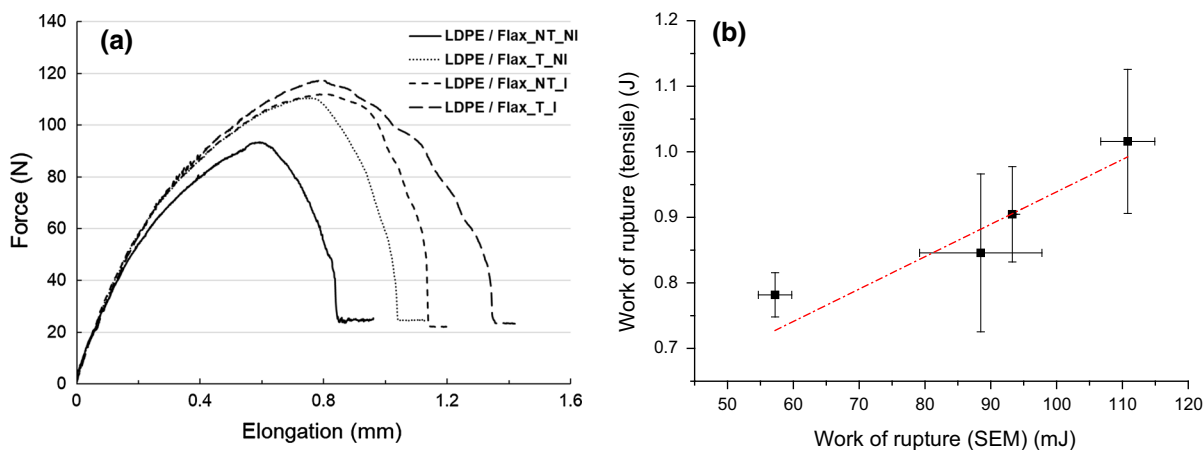 (a)
LDPE / Flax_NT_NI
LDPE / Flax_T_NI
LDPE / Flax_NT_I
LDPE / Flax_T_I
140
120
100
80
60
40
20
0
Force (N)
0
0.4
0.8
1.2
1.6
Elongation (mm)
(b)
1.2
1.1
1.0
0.9
0.8
0.7
Work of rupture (tensile) (J)
50
60
70
80
90
100
110
120
Work of rupture (SEM) (mJ)